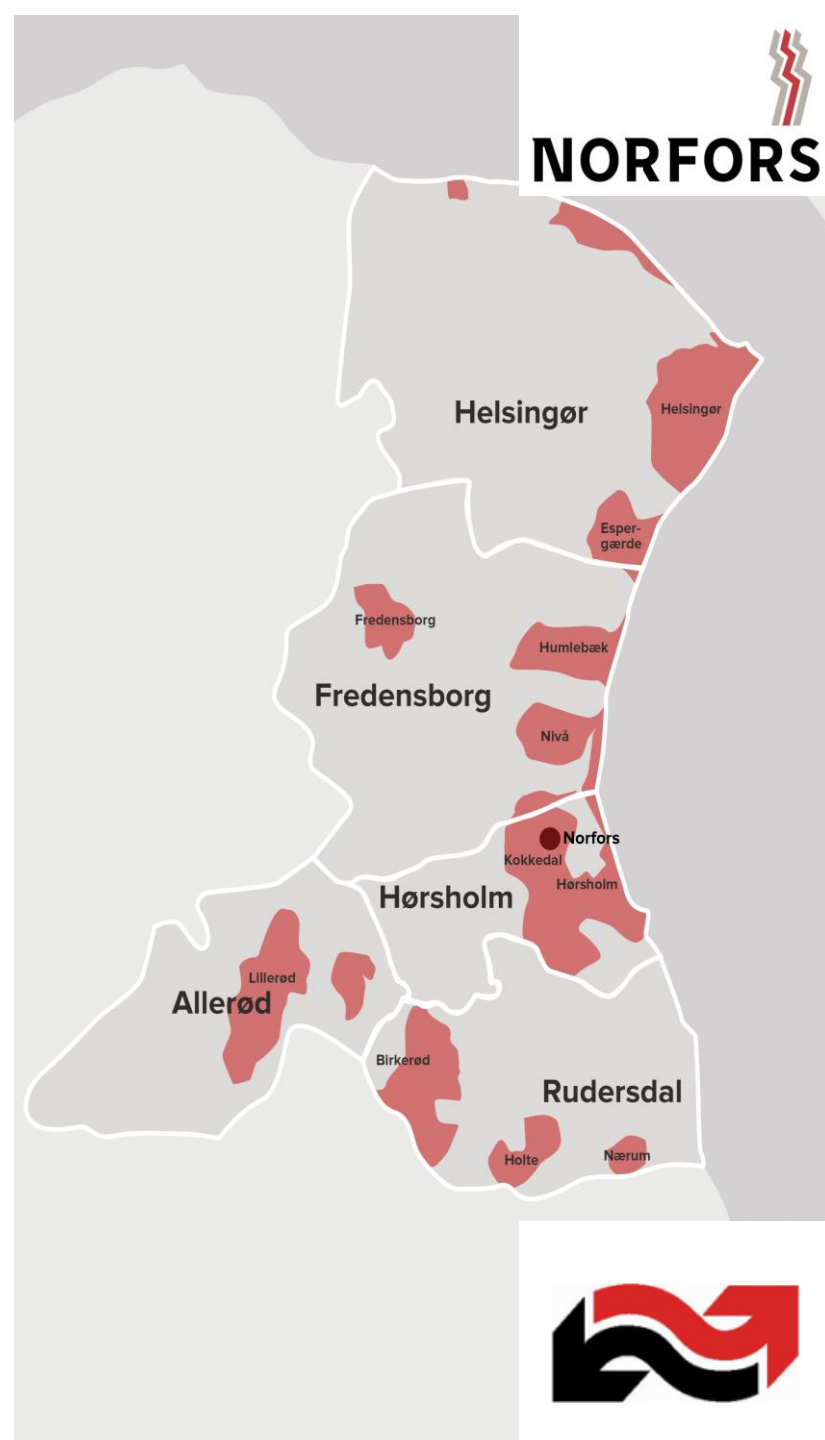 NORFORS
Helsingør
Helsingør
Esper-
gærde
Fredensborg
Humlebæk
Fredensborg
Nivå
Norfors
Kokkedal
Hørsholm
Hørsholm
Lillerød
Allerød
Birkerød
Rudersdal
Holte
Nærum